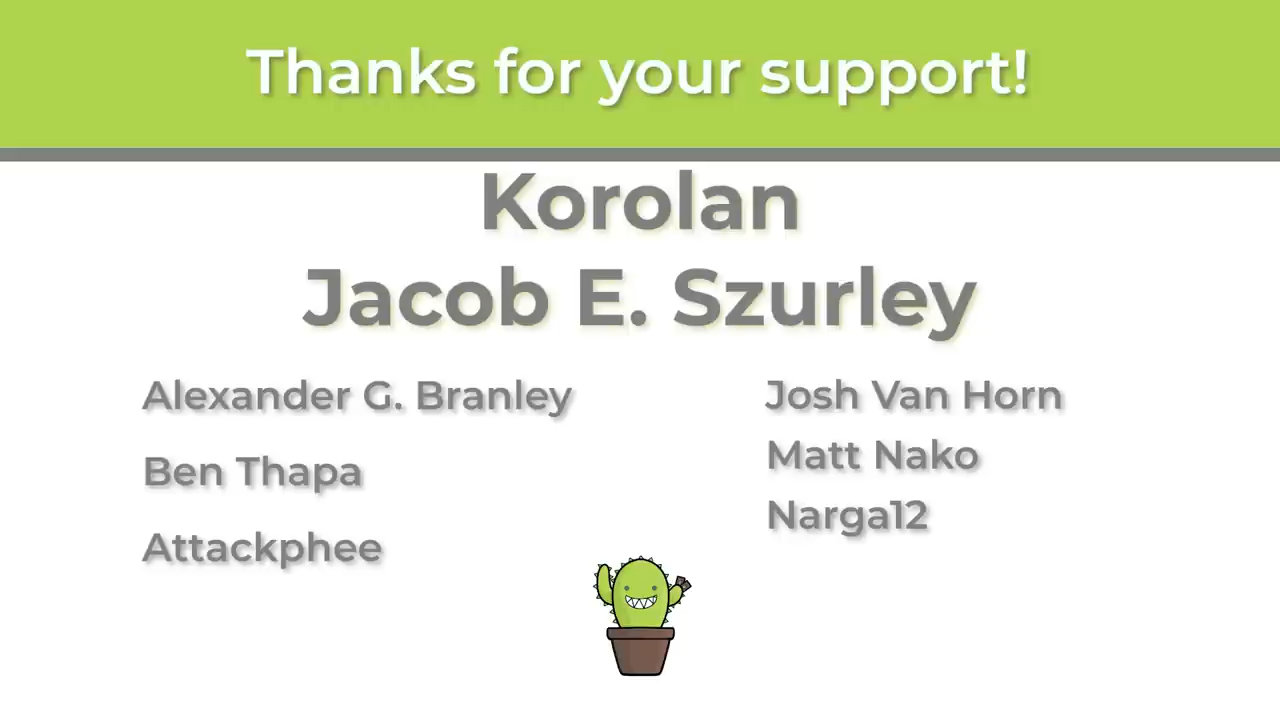 Thanks for your support!
Korolan
Jacob E. Szurley
Alexander G. Branley
Ben Thapa
Attackphee
Josh Van Horn
Matt Nako
Narga12